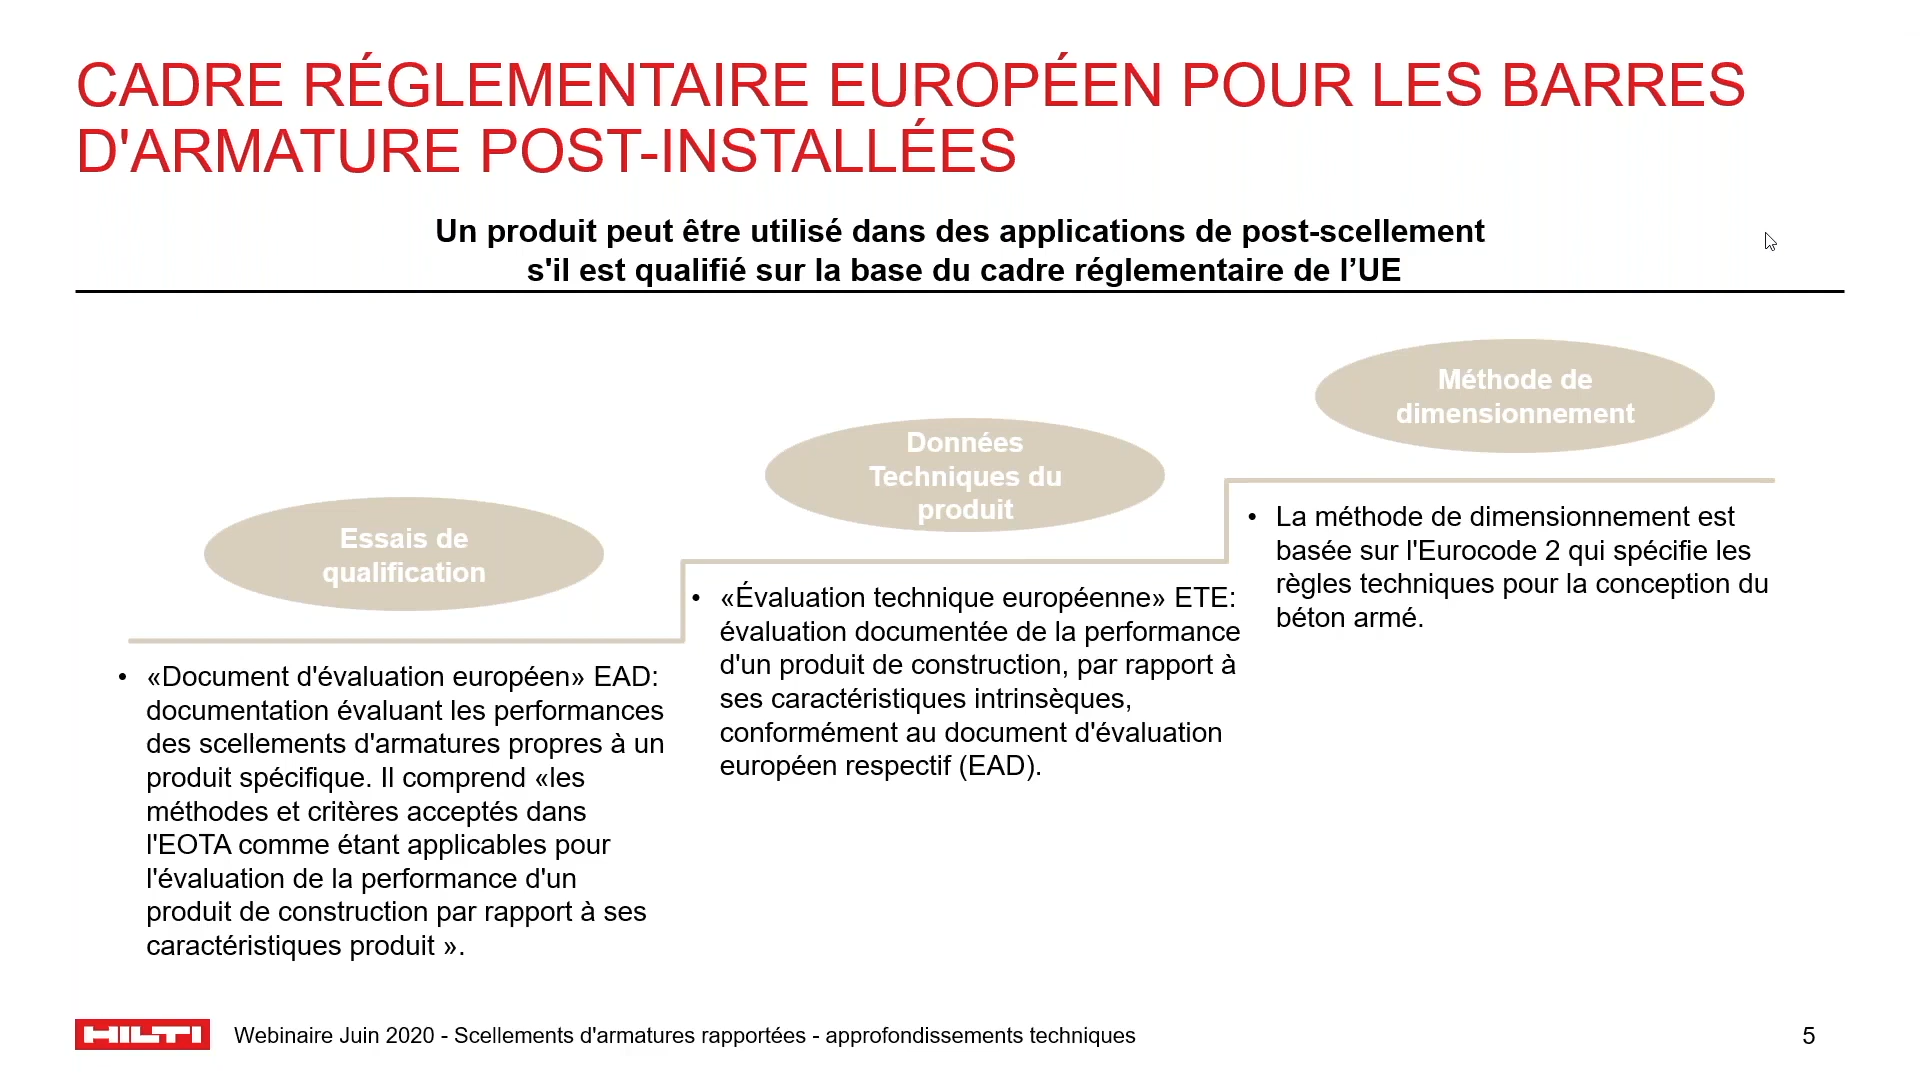 CADRE RÉGLEMENTAIRE EUROPÉEN POUR LES BARRES
D'ARMATURE POST-INSTALLÉES
Un produit peut être utilisé dans des applications de post-scellement
s'il est qualifié sur la base du cadre réglementaire de l’UE
Essais de
qualification
• «Document d'évaluation européen» EAD:
documentation évaluant les performances
des scellements d'armatures propres à un
produit spécifique. Il comprend «les
méthodes et critères acceptés dans
l'EOTA comme étant applicables pour
l'évaluation de la performance d'un
produit de construction par rapport à ses
caractéristiques produit ».
Données
Techniques du
produit
• «Évaluation technique européenne» ETE:
évaluation documentée de la performance
d'un produit de construction, par rapport à
ses caractéristiques intrinsèques,
conformément au document d'évaluation
européen respectif (EAD).
Méthode de
dimensionnement
• La méthode de dimensionnement est
basée sur l'Eurocode 2 qui spécifie les
règles techniques pour la conception du
béton armé.
HILTI
Webinaire Juin 2020 - Scellements d'armatures rapportées - approfondissements techniques
5